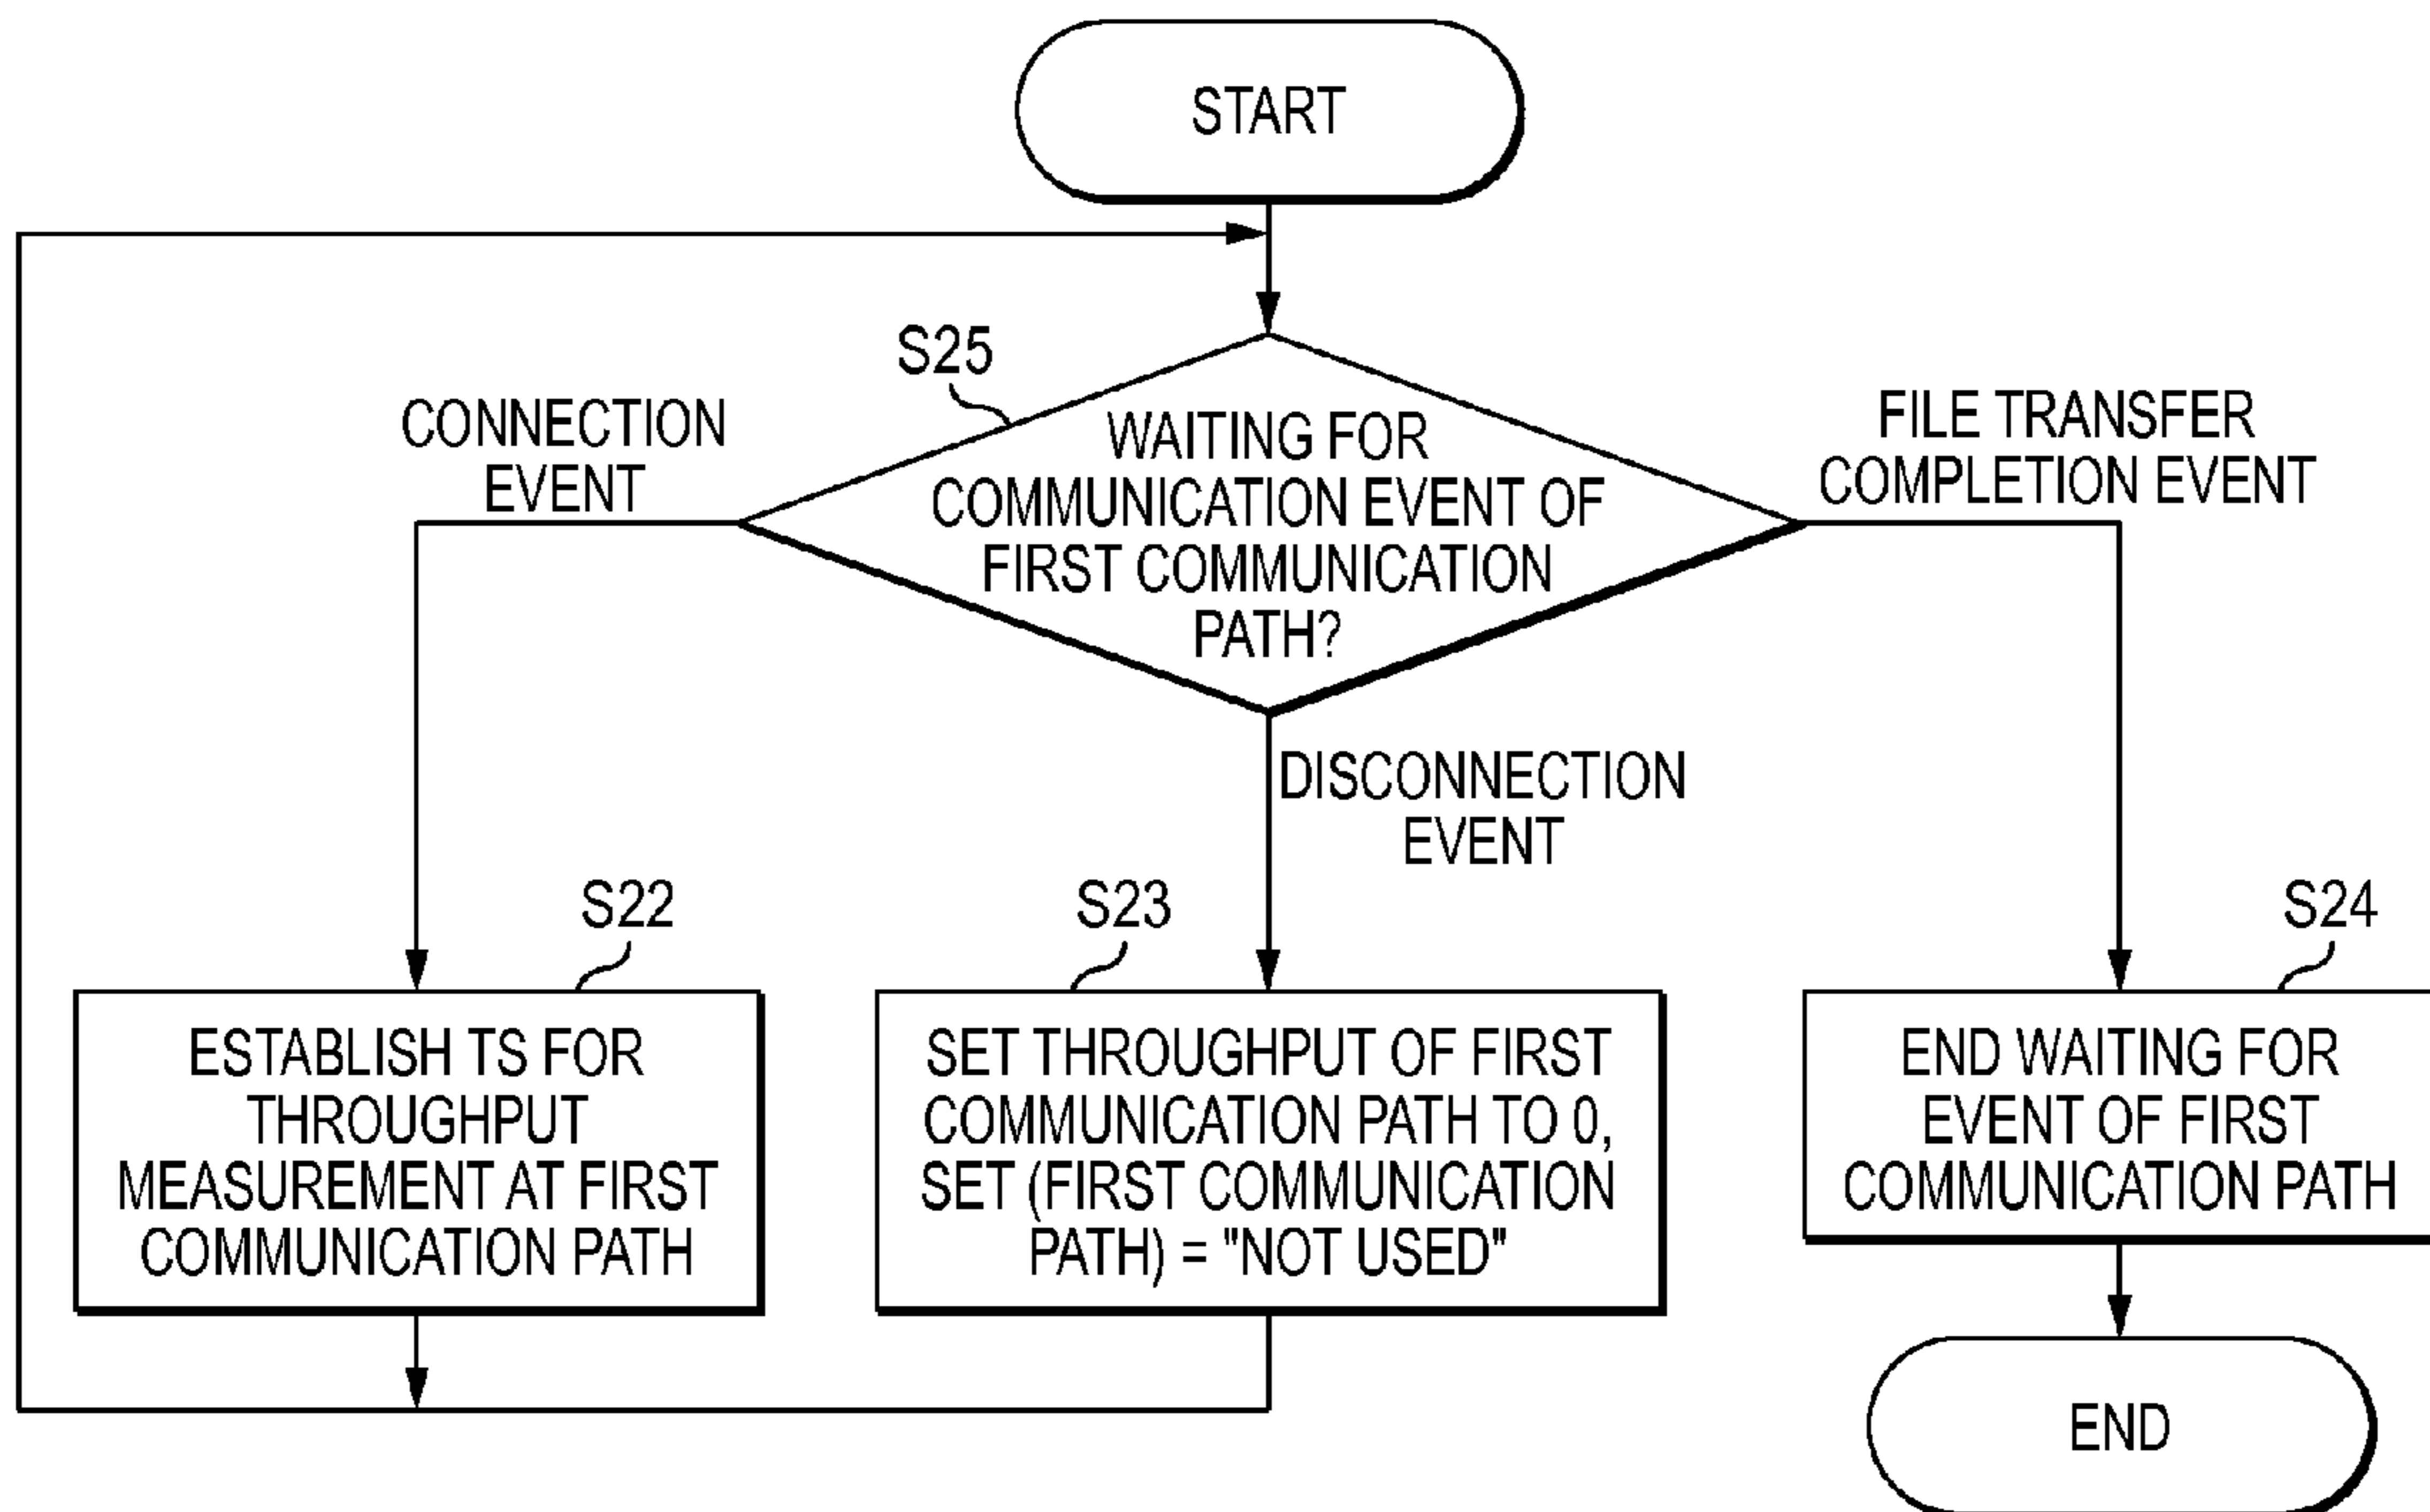 START
S25
CONNECTION
EVENT
WAITING FOR
COMMUNICATION EVENT OF
FIRST COMMUNICATION
PATH?
FILE TRANSFER
COMPLETION EVENT
DISCONNECTION
EVENT
S22
ESTABLISH TS FOR
THROUGHPUT
MEASUREMENT AT FIRST
COMMUNICATION PATH
S23
SET THROUGHPUT OF FIRST
COMMUNICATION PATH TO 0,
SET (FIRST COMMUNICATION
PATH) = "NOT USED"
S24
END WAITING FOR
EVENT OF FIRST
COMMUNICATION PATH
END